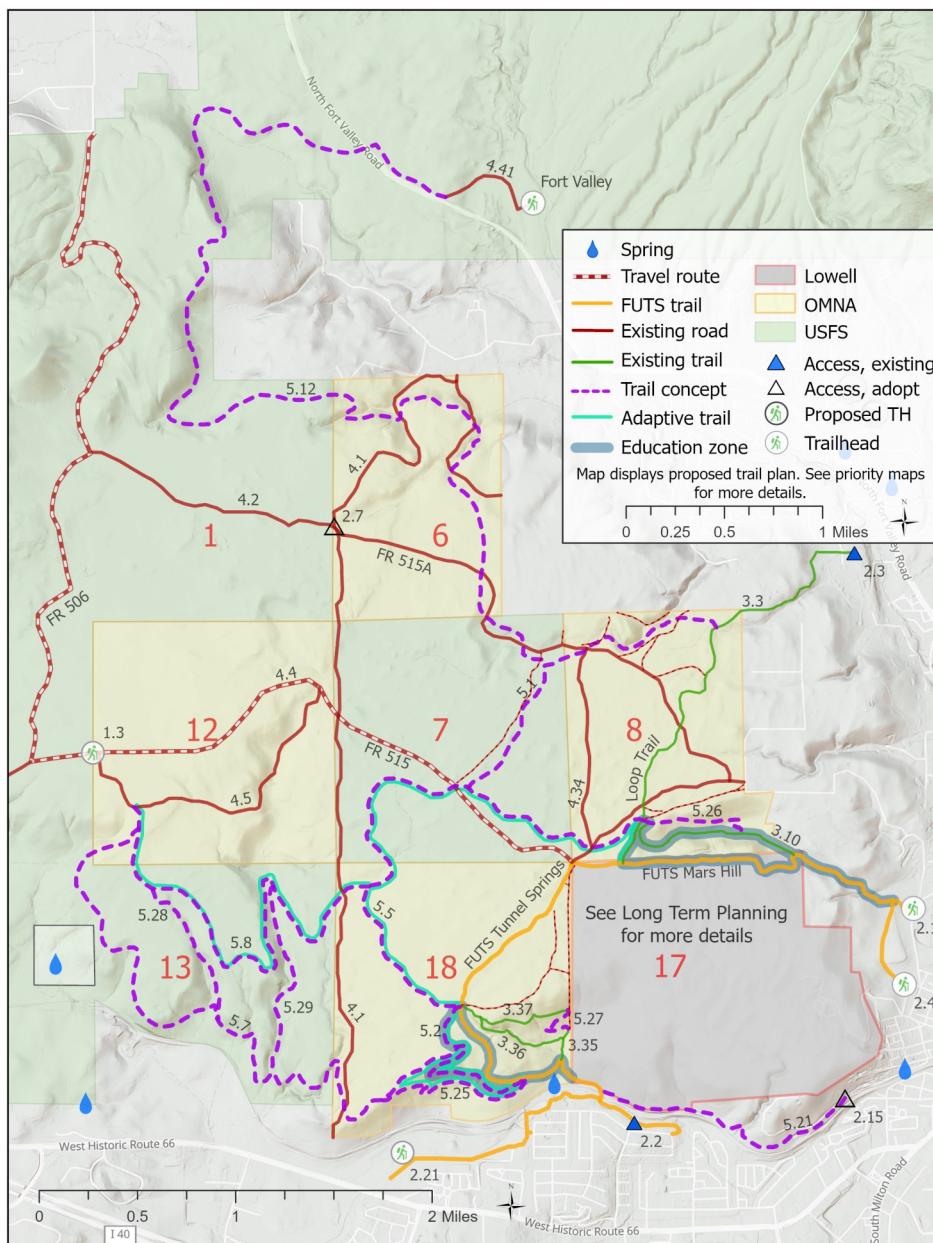 North Fort Valley Road
4.41
Fort Valley
Spring
Travel route
FUTS trail
Existing road
Existing trail
Trail concept
Adaptive trail
Education zone
Lowell
OMNA
USFS
Access, existing
Access, adopt
Proposed TH
Trailhead
Map displays proposed trail plan. See priority maps
for more details.
0 0.25 0.5 1 Miles
N
North Fort Valley Road
5.12
4.1
4.2
2.7
1
6
FR 515A
2.3
FR 506
3.3
4.4
5.1
12
7
8
1.3
FR 515
Loop Trail
4.34
4.5
5.26
3.10
FUTS Mars Hill
5.28
5.5
FUTS Tunnel Springs
See Long Term Planning
for more details
5.8
13
18
17
2.4
5.29
3.37
5.27
5.7
4.1
5.2
3.36
3.35
5.25
5.21
2.15
2.2
West Historic Route 66
2.21
South Milton Road
0 0.5 1 2 Miles
N
West Historic Route 66
I 40